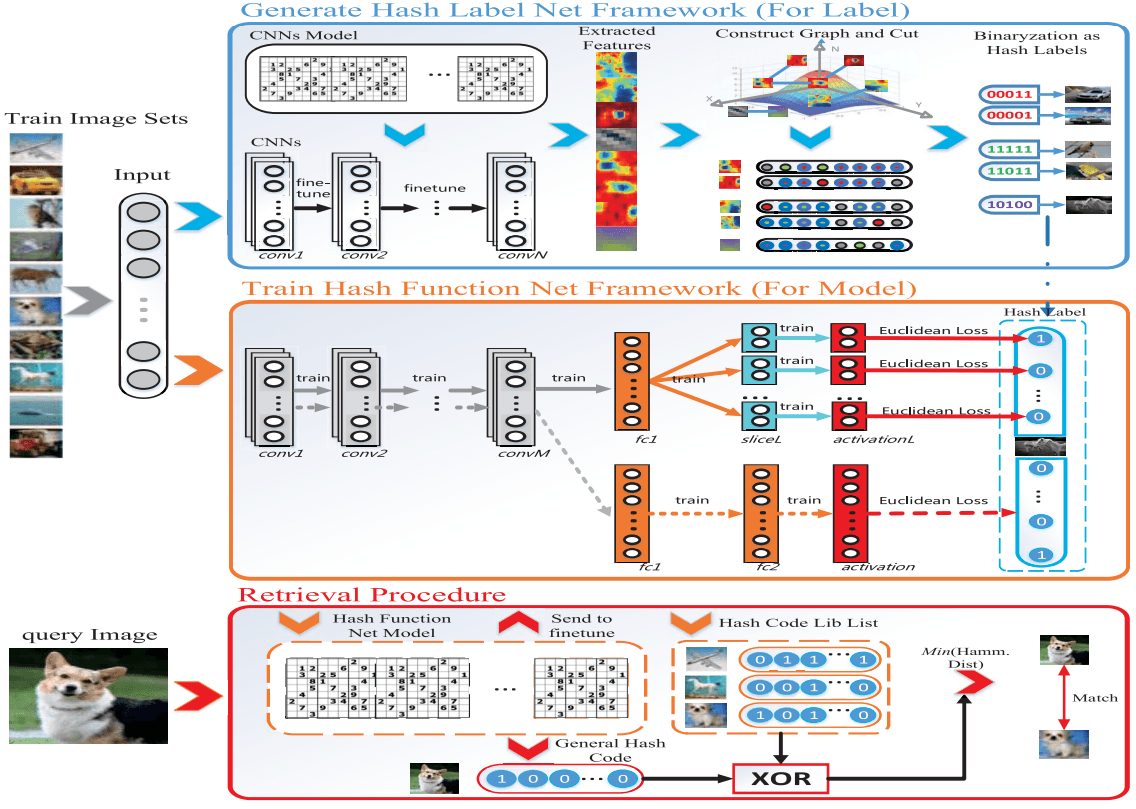 Generate Hash Label Net Framework (For Label)
CNNs Model
Extracted
Features
Construct Graph and Cut
Binaryzation as
Hash Labels
N
X
Y
...
00011
00001
11111
11011
10100
CNNs
fine-
tune
finetune
conv1
conv2
convN
Train Image Sets
Input
Train Hash Function Net Framework (For Model)
Hash Label
train
train
train
train
train
Euclidean Loss
1
train
Euclidean Loss
0
train
Euclidean Loss
0
conv1
conv2
convM
fc1
sliceL
activationL
0
train
train
Euclidean Loss
0
1
fc1
fc2
activation
Retrieval Procedure
query Image
Hash Function
Net Model
Send to
finetune
Hash Code Lib List
0 1 1 ... 1
0 0 1 ... 0
1 0 1 ... 0
Min(Hamm.
Dist)
Match
...
General Hash
Code
1 0 0 ... 0
XOR